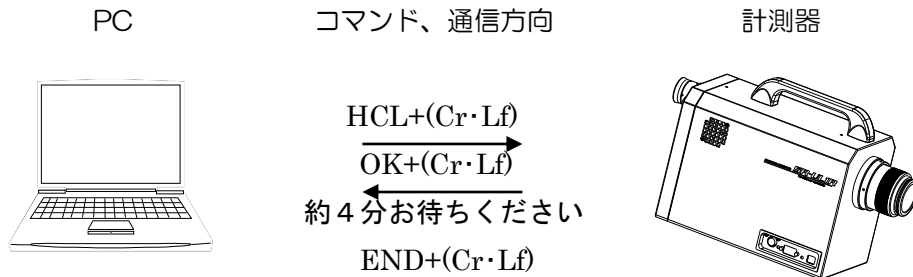 PC
コマンド、通信方向
計測器
HCL+(Cr･Lf)
OK+(Cr･Lf)
約４分お待ちください
END+(Cr･Lf)